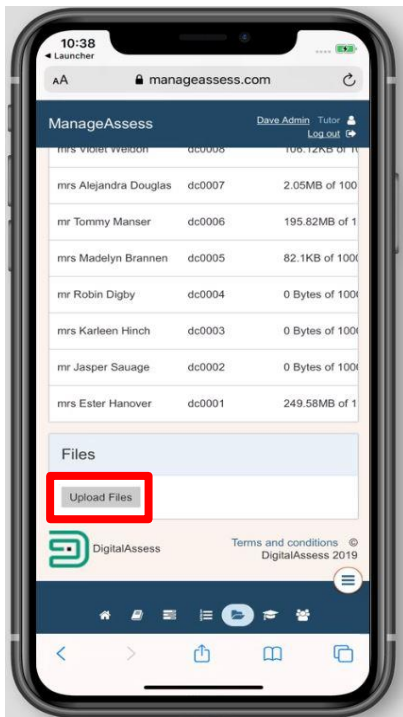 10:38
Launcher
AA manageassess.com
ManageAssess Dave Admin Tutor
Log out
mrs Violet Weldon dc0008 106.12KB of 10
mrs Alejandra Douglas dc0007 2.05MB of 100
mr Tommy Manser dc0006 195.82MB of 1
mrs Madelyn Brannen dc0005 82.1KB of 100
mr Robin Digby dc0004 0 Bytes of 100
mrs Karleen Hinch dc0003 0 Bytes of 100
mr Jasper Sauage dc0002 0 Bytes of 100
mrs Ester Hanover dc0001 249.58MB of 1
Files
Upload Files
DigitalAssess
Terms and conditions ©
DigitalAssess 2019